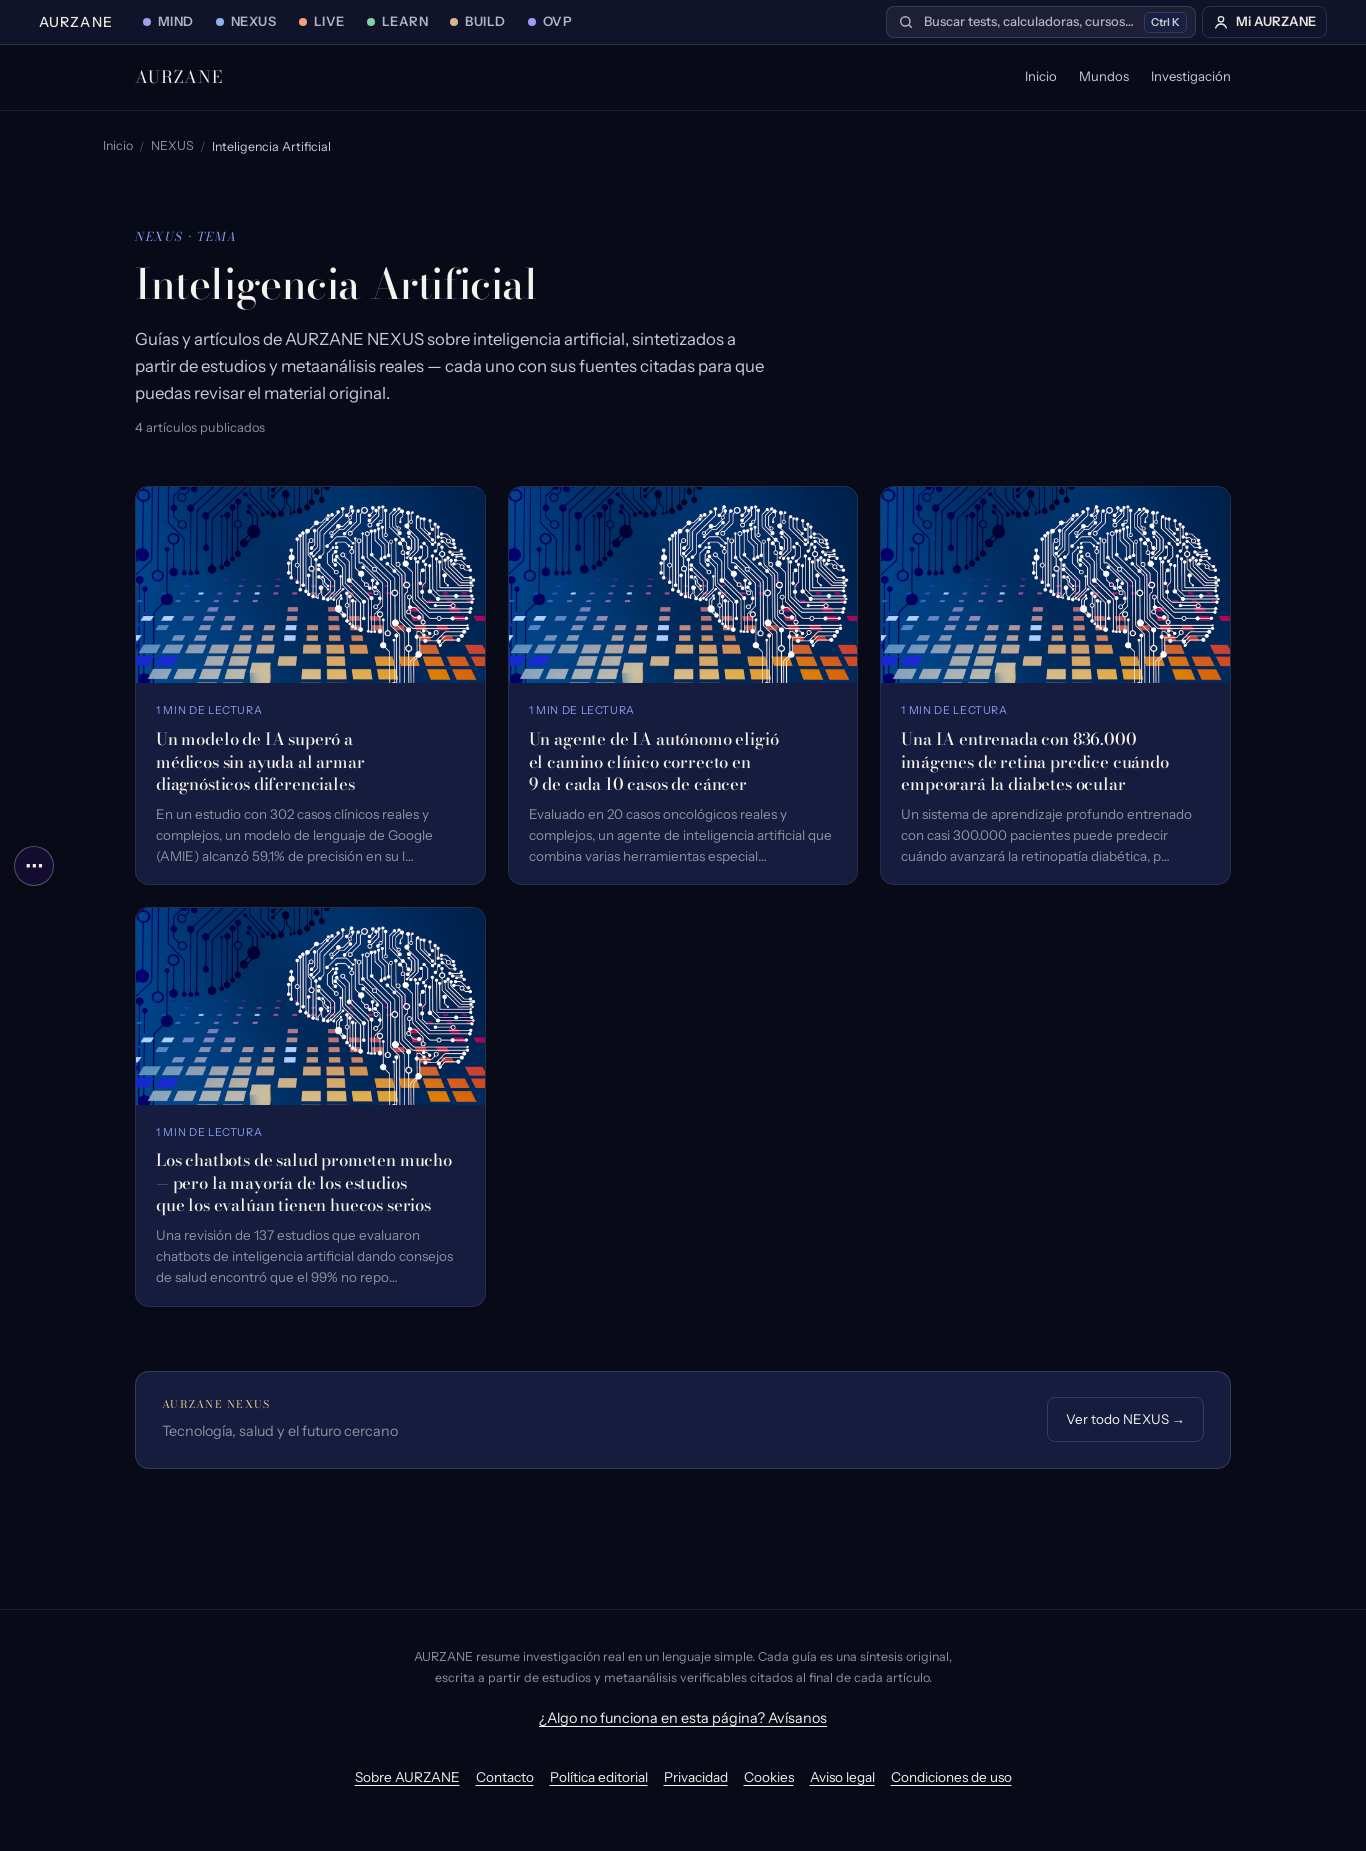 AURZANE
MIND
NEXUS
LIVE
LEARN
BUILD
OVP
Buscar tests, calculadoras, cursos...
Ctrl K
Mi AURZANE
AURZANE
Inicio
Mundos
Investigación
Inicio / NEXUS / Inteligencia Artificial
NEXUS · TEMA
Inteligencia Artificial
Guías y artículos de AURZANE NEXUS sobre inteligencia artificial, sintetizados a
partir de estudios y metaanálisis reales — cada uno con sus fuentes citadas para que
puedas revisar el material original.
4 artículos publicados
1 MIN DE LECTURA
Un modelo de IA superó a
médicos sin ayuda al armar
diagnósticos diferenciales
En un estudio con 302 casos clínicos reales y
complejos, un modelo de lenguaje de Google
(AMIE) alcanzó 59,1% de precisión en su l...
1 MIN DE LECTURA
Un agente de IA autónomo eligió
el camino clínico correcto en
9 de cada 10 casos de cáncer
Evaluado en 20 casos oncológicos reales y
complejos, un agente de inteligencia artificial que
combina varias herramientas especial...
1 MIN DE LECTURA
Una IA entrenada con 836.000
imágenes de retina predice cuándo
empeorará la diabetes ocular
Un sistema de aprendizaje profundo entrenado
con casi 300.000 pacientes puede predecir
cuándo avanzará la retinopatía diabética, p...
1 MIN DE LECTURA
Los chatbots de salud prometen mucho
— pero la mayoría de los estudios
que los evalúan tienen huecos serios
Una revisión de 137 estudios que evaluaron
chatbots de inteligencia artificial dando consejos
de salud encontró que el 99% no repo...
AURZANE NEXUS
Tecnología, salud y el futuro cercano
Ver todo NEXUS →
AURZANE resume investigación real en un lenguaje simple. Cada guía es una síntesis original,
escrita a partir de estudios y metaanálisis verificables citados al final de cada artículo.
¿Algo no funciona en esta página? Avísanos
Sobre AURZANE
Contacto
Política editorial
Privacidad
Cookies
Aviso legal
Condiciones de uso